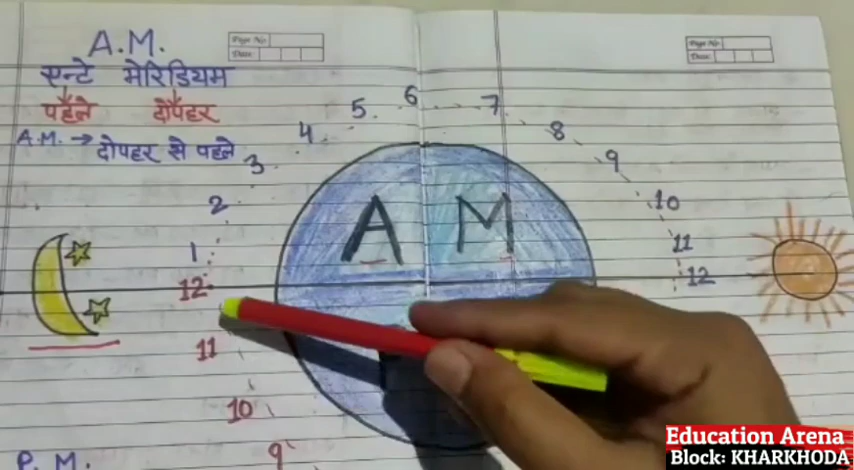 A.M.
एन्टे मेरिडियम
पहले दोपहर
A.M. → दोपहर से पहले
Page No:
Date:
Page No:
Date:
6
5
7
4
8
3
9
2
10
1
11
12
12
AM
11
10
9
P. M.
Education Arena
Block: KHARKHODA